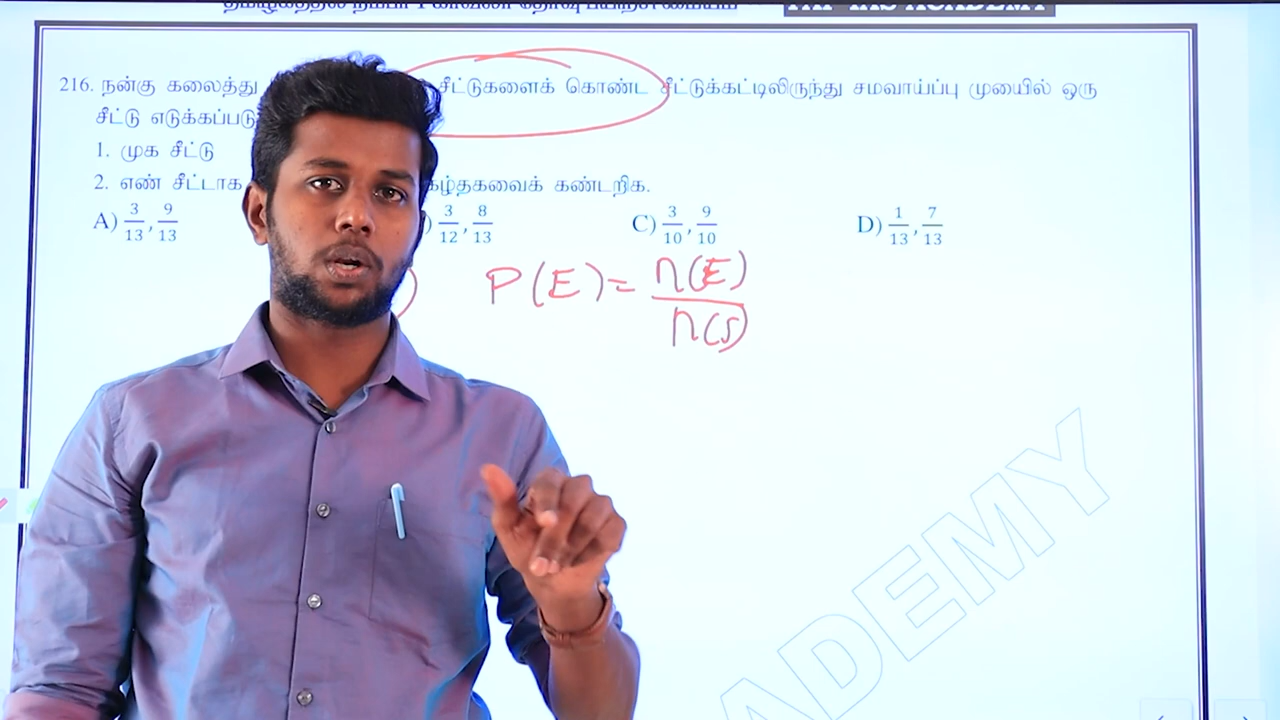 216. நன்கு கலைத்து சீட்டுகளைக் கொண்ட சீட்டுக்கட்டிலிருந்து சமவாய்ப்பு முயில் ஒரு
சீட்டு எடுக்கப்படு
1. முக சீட்டு
2. எண் சீட்டாக கழ்தகவைக் கண்டறிக.
A) 3/13, 9/13 ) 3/12, 8/13 C) 3/10, 9/10 D) 1/13, 7/13
P(E) = n(E)/n(S)
ADEMY